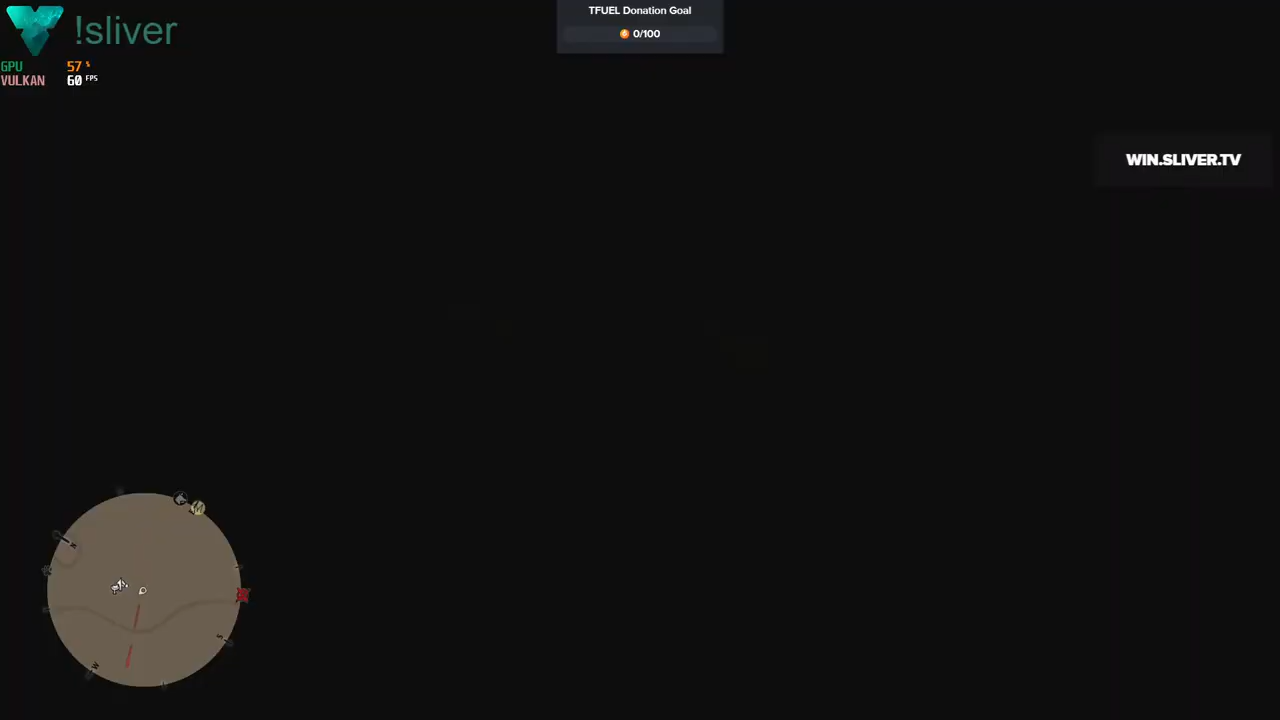 !sliver
TFUEL Donation Goal
0/100
GPU 57 %
VULKAN 60 FPS
WIN.SLIVER.TV
N
S
W